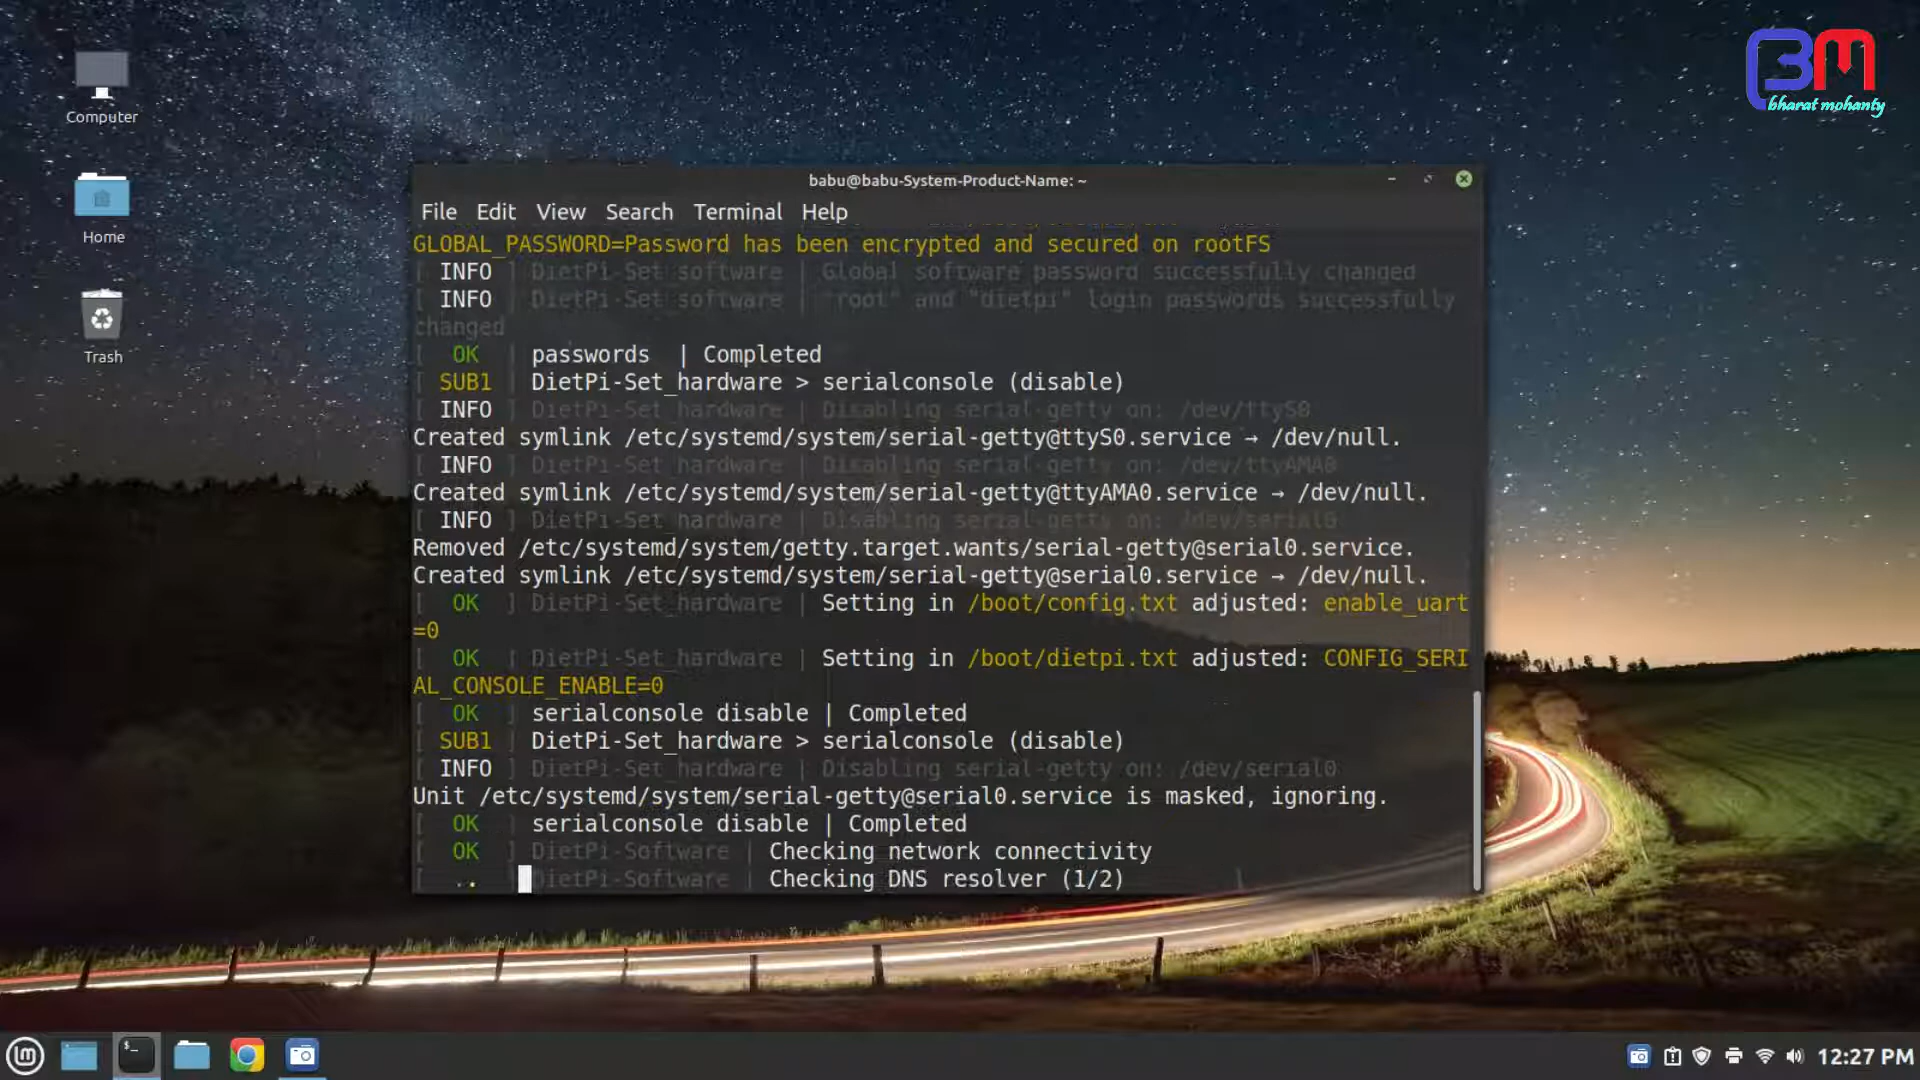 Computer
Home
Trash
BM
bharat mohanty
babu@babu-System-Product-Name: ~
File Edit View Search Terminal Help
GLOBAL_PASSWORD=Password has been encrypted and secured on rootFS
[ INFO ] DietPi-Set_software | Global software password successfully changed
[ INFO ] DietPi-Set_software | "root" and "dietpi" login passwords successfully
changed
[ OK ] passwords | Completed
[ SUB1 ] DietPi-Set_hardware > serialconsole (disable)
[ INFO ] DietPi-Set_hardware | Disabling serial-getty on: /dev/ttyS0
Created symlink /etc/systemd/system/serial-getty@ttyS0.service → /dev/null.
[ INFO ] DietPi-Set_hardware | Disabling serial-getty on: /dev/ttyAMA0
Created symlink /etc/systemd/system/serial-getty@ttyAMA0.service → /dev/null.
[ INFO ] DietPi-Set_hardware | Disabling serial-getty on: /dev/serial0
Removed /etc/systemd/system/getty.target.wants/serial-getty@serial0.service.
Created symlink /etc/systemd/system/serial-getty@serial0.service → /dev/null.
[ OK ] DietPi-Set_hardware | Setting in /boot/config.txt adjusted: enable_uart
=0
[ OK ] DietPi-Set_hardware | Setting in /boot/dietpi.txt adjusted: CONFIG_SERI
AL_CONSOLE_ENABLE=0
[ OK ] serialconsole disable | Completed
[ SUB1 ] DietPi-Set_hardware > serialconsole (disable)
[ INFO ] DietPi-Set_hardware | Disabling serial-getty on: /dev/serial0
Unit /etc/systemd/system/serial-getty@serial0.service is masked, ignoring.
[ OK ] serialconsole disable | Completed
[ OK ] DietPi-Software | Checking network connectivity
[ .. DietPi-Software | Checking DNS resolver (1/2)
12:27 PM